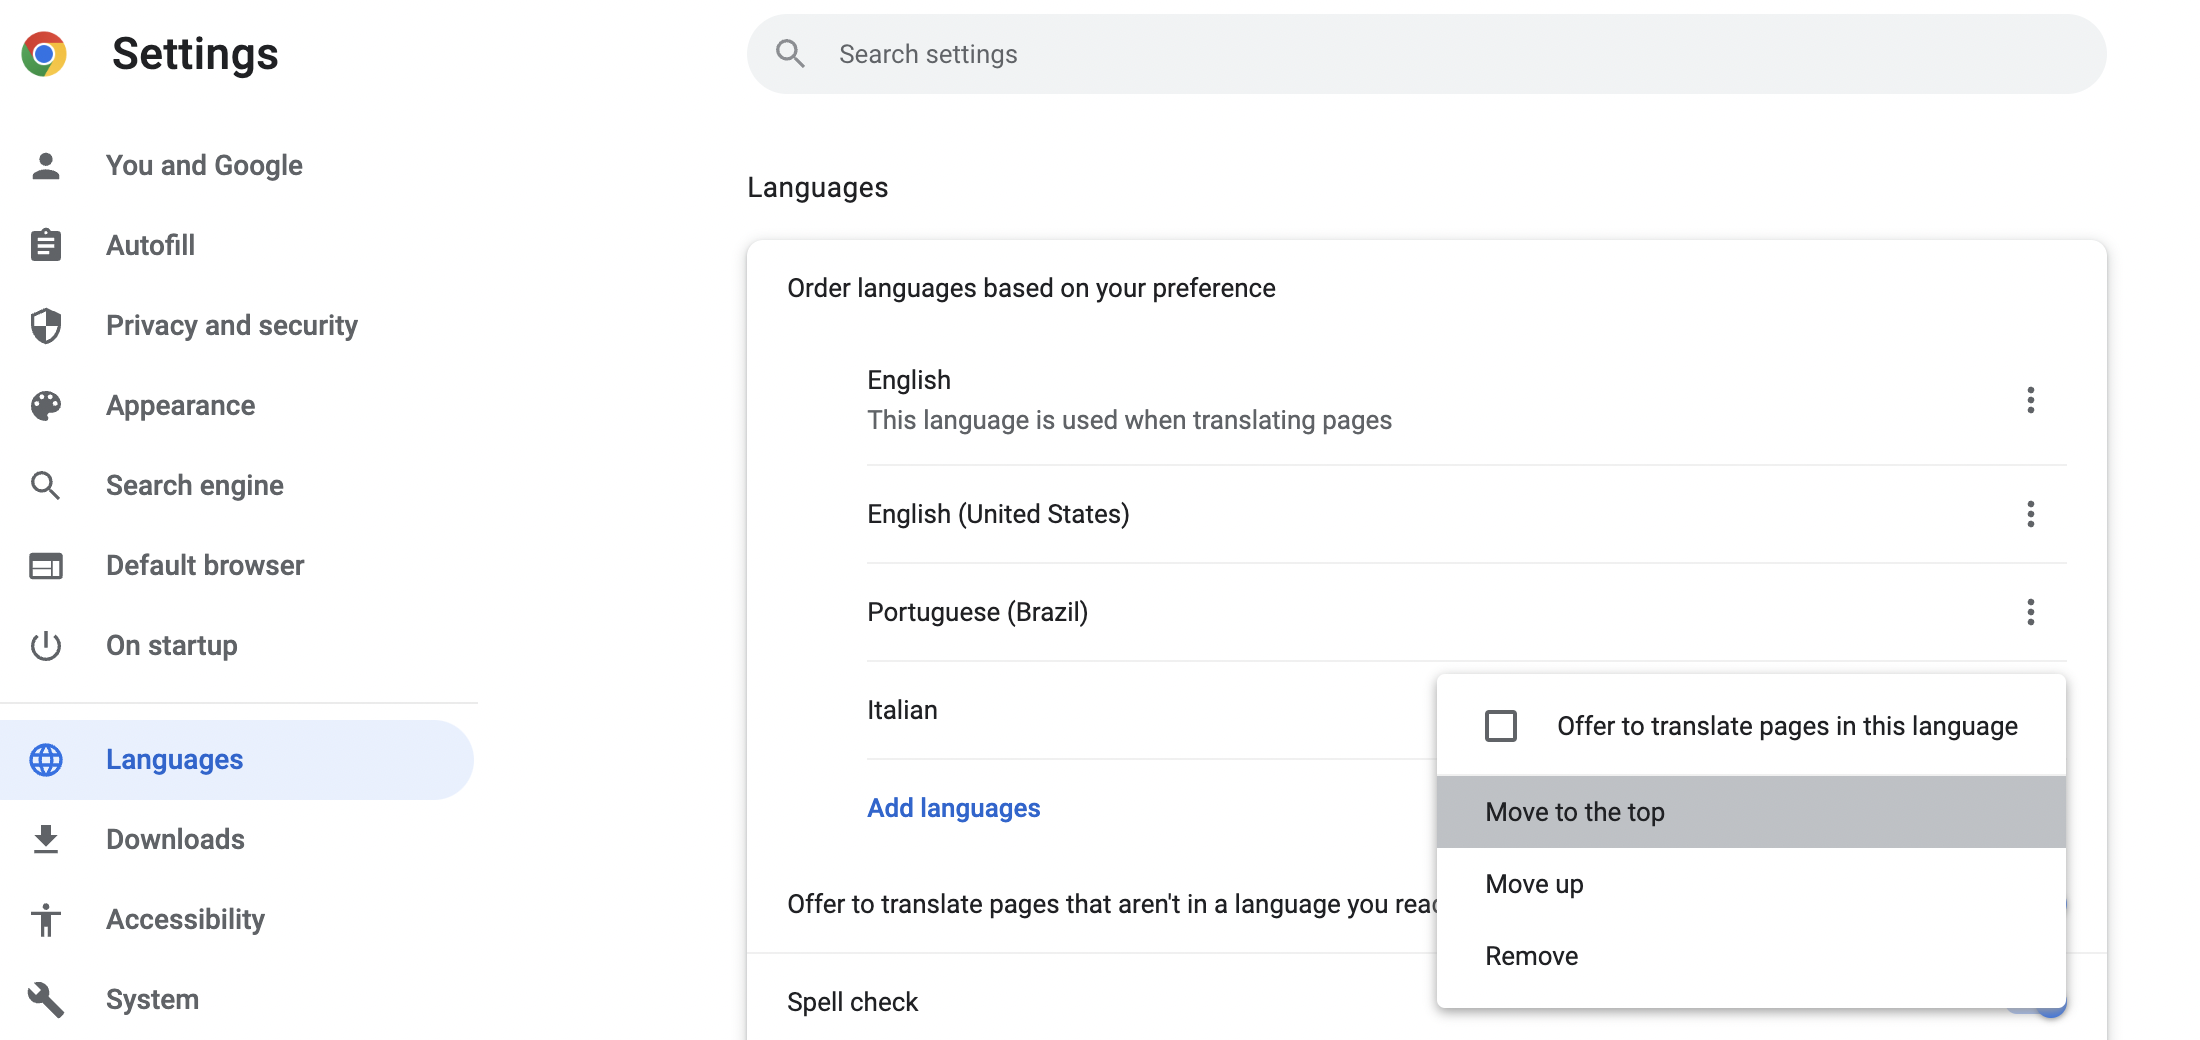 Settings
Search settings
You and Google
Autofill
Privacy and security
Appearance
Search engine
Default browser
On startup
Languages
Downloads
Accessibility
System
Languages
Order languages based on your preference
English
This language is used when translating pages
English (United States)
Portuguese (Brazil)
Italian
Add languages
Offer to translate pages that aren't in a language you
Spell check
Offer to translate pages in this language
Move to the top
Move up
Remove